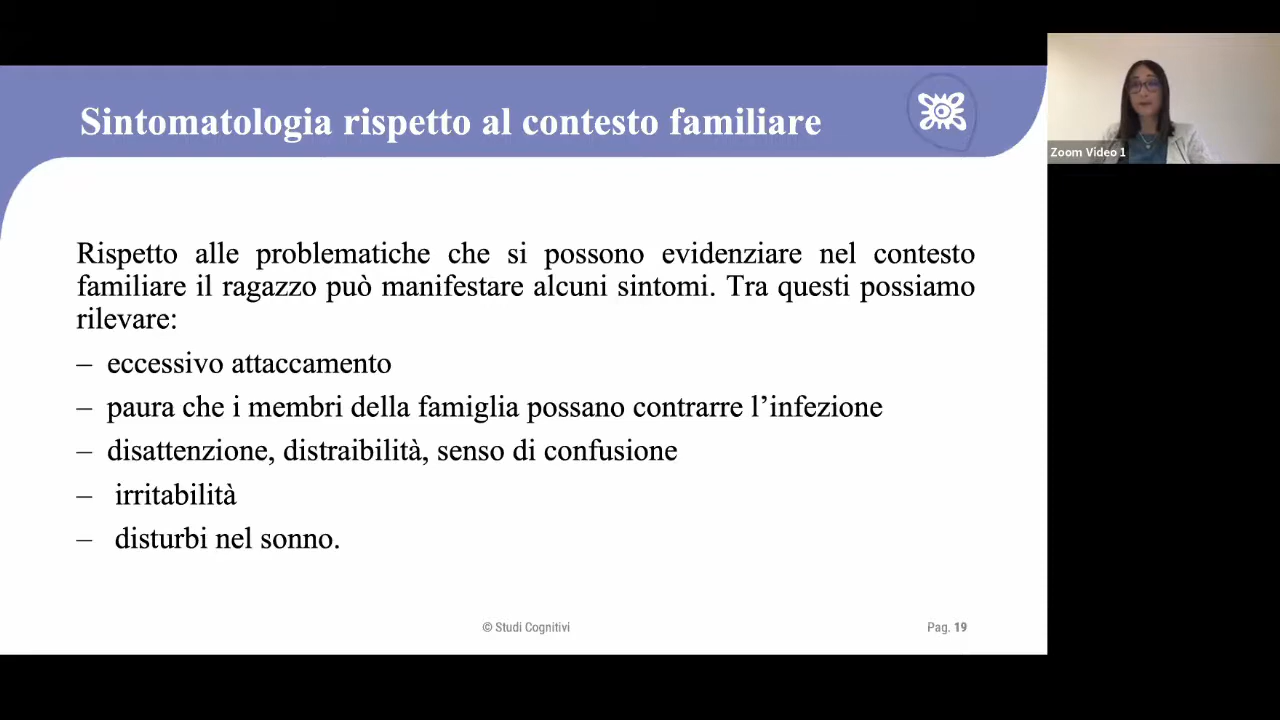 Sintomatologia rispetto al contesto familiare
Zoom Video 1
Rispetto alle problematiche che si possono evidenziare nel contesto
familiare il ragazzo può manifestare alcuni sintomi. Tra questi possiamo
rilevare:
– eccessivo attaccamento
– paura che i membri della famiglia possano contrarre l’infezione
– disattenzione, distraibilità, senso di confusione
– irritabilità
– disturbi nel sonno.
© Studi Cognitivi
Pag. 19